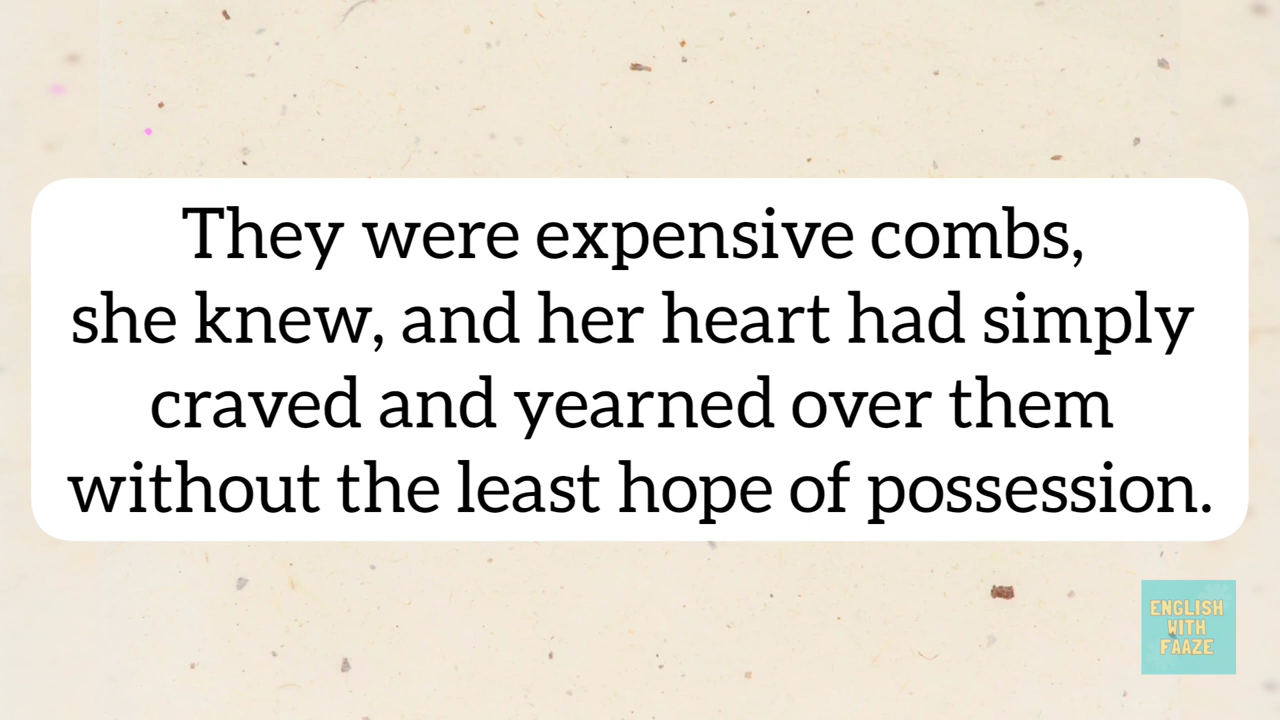 They were expensive combs,
she knew, and her heart had simply
craved and yearned over them
without the least hope of possession.
ENGLISH
WITH
FAAZE